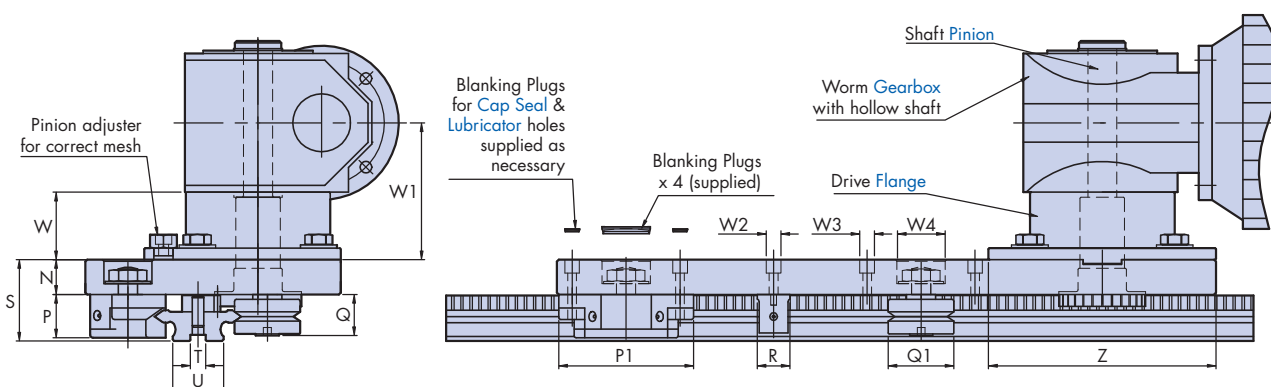 Shaft Pinion
Worm Gearbox
with hollow shaft
Drive Flange
Blanking Plugs
for Cap Seal &
Lubricator holes
supplied as
necessary
Blanking Plugs
x 4 (supplied)
Pinion adjuster
for correct mesh
W
W1
N
S
P
Q
T
U
W2
W3
W4
P1
R
Q1
Z